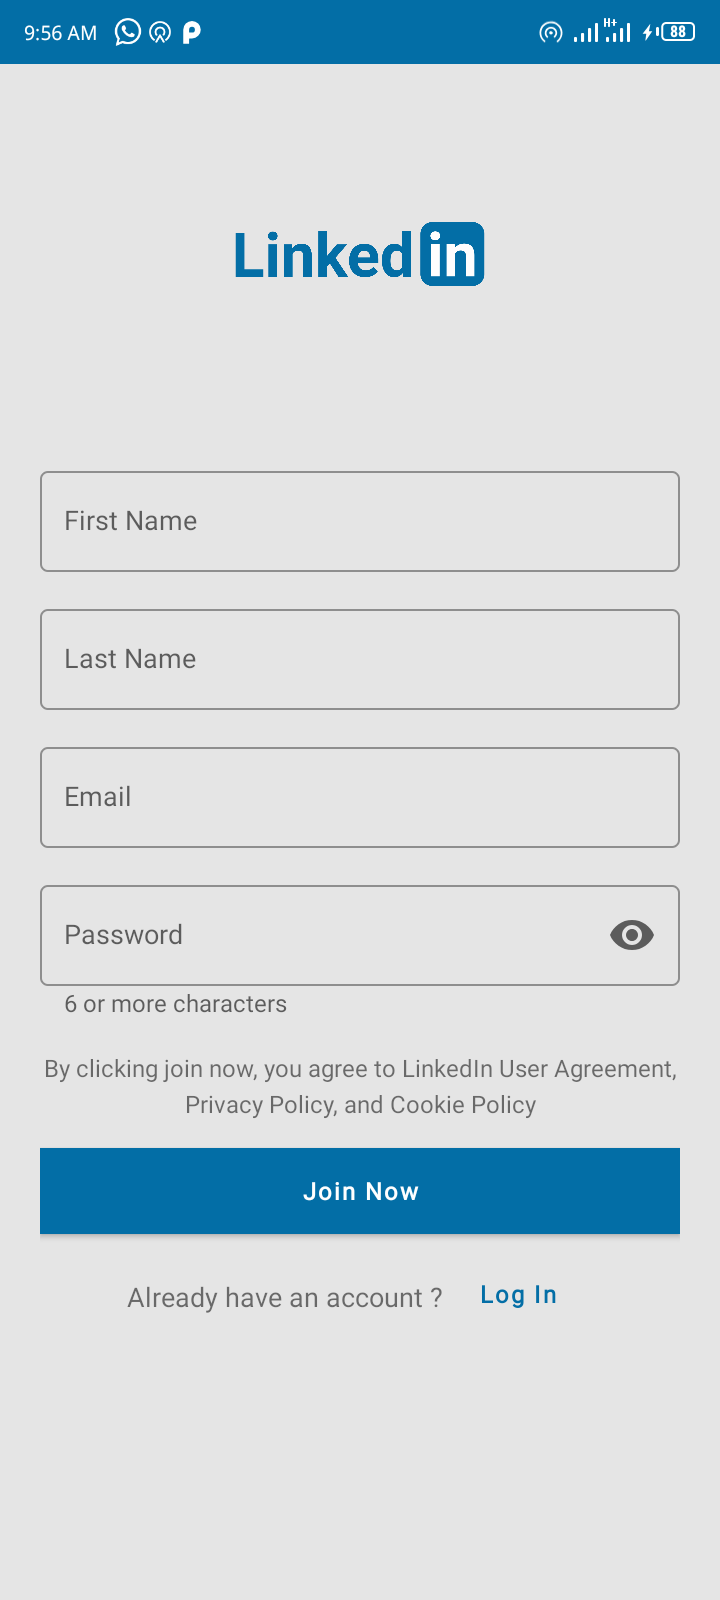 9:56 AM H+ 88
Linkedin
First Name
Last Name
Email
Password
6 or more characters
By clicking join now, you agree to LinkedIn User Agreement,
Privacy Policy, and Cookie Policy
Join Now
Already have an account ? Log In